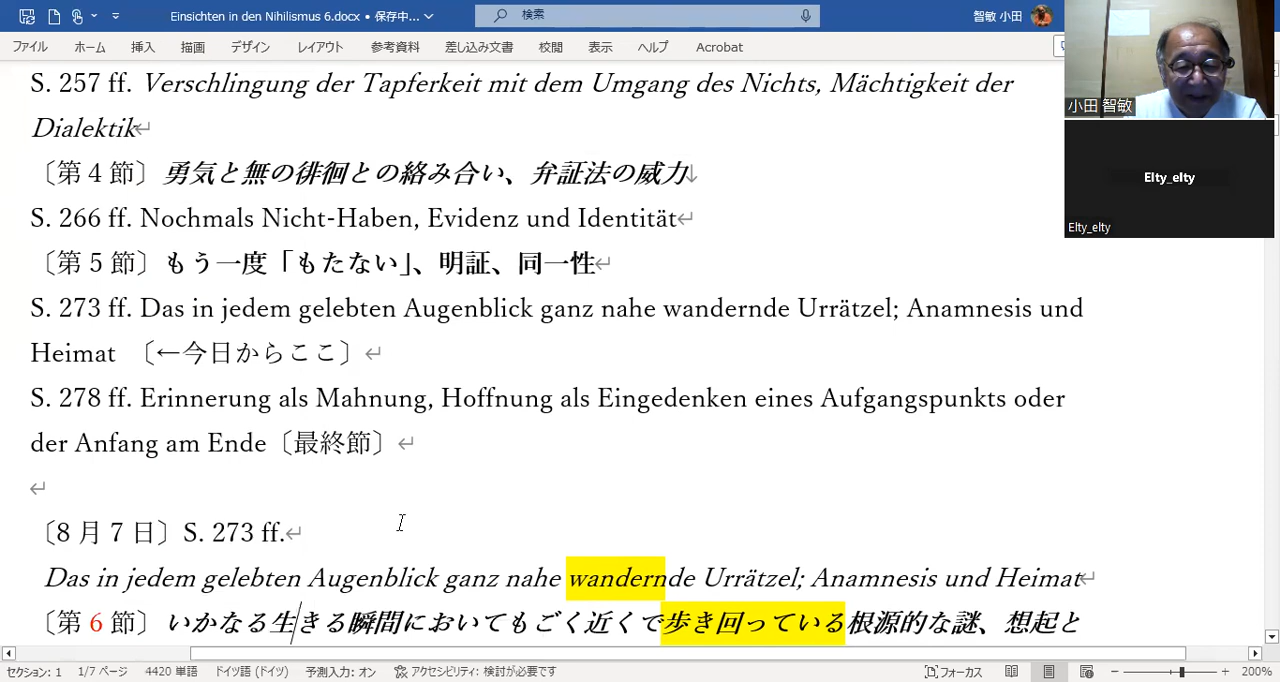 Einsichten in den Nihilismus 6.docx • 保存中...
検索
智敏 小田
ファイル ホーム 挿入 描画 デザイン レイアウト 参考資料 差し込み文書 校閲 表示 ヘルプ Acrobat
S. 257 ff. Verschlingung der Tapferkeit mit dem Umgang des Nichts, Mächtigkeit der
Dialektik↵
〔第 4 節〕勇気と無の徘徊との絡み合い、弁証法の威力↓
S. 266 ff. Nochmals Nicht-Haben, Evidenz und Identität↵
〔第 5 節〕もう一度「もたない」、明証、同一性↵
S. 273 ff. Das in jedem gelebten Augenblick ganz nahe wandernde Urrätzel; Anamnesis und
Heimat 〔←今日からここ〕↵
S. 278 ff. Erinnerung als Mahnung, Hoffnung als Eingedenken eines Aufgangspunkts oder
der Anfang am Ende〔最終節〕↵
↵
〔8 月 7 日〕S. 273 ff.↵
Das in jedem gelebten Augenblick ganz nahe wandernde Urrätzel; Anamnesis und Heimat↵
〔第 6 節〕いかなる生きる瞬間においてもごく近くで歩き回っている根源的な謎、想起と
小田 智敏
Elty_elty
Elty_elty
セクション: 1 1/7 ページ 4420 単語 ドイツ語 (ドイツ) 予測入力: オン アクセシビリティ: 検討が必要です フォーカス 200%